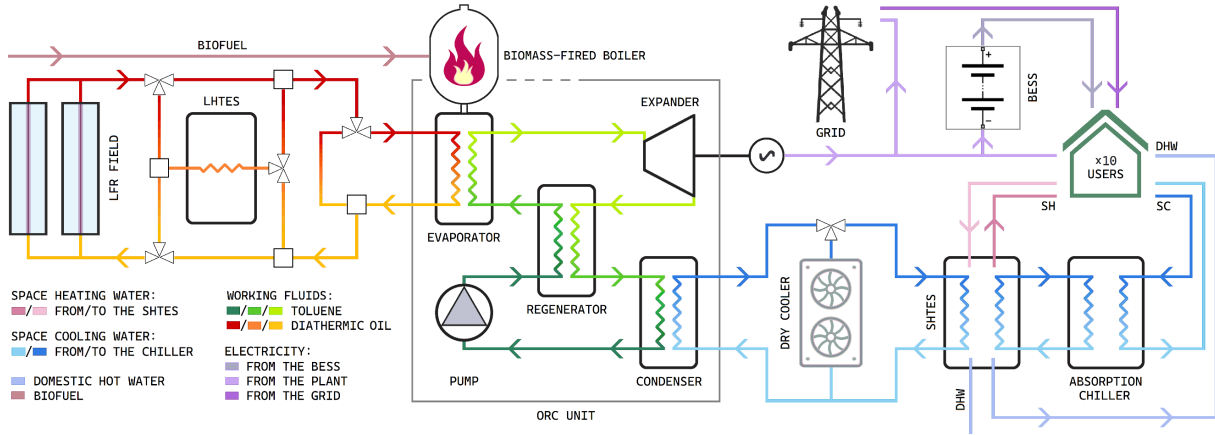 BIOFUEL
BIOMASS-FIRED BOILER
LFR FIELD
LHTES
EVAPORATOR
EXPANDER
REGENERATOR
PUMP
CONDENSER
ORC UNIT
GRID
+
−
BESS
x10
USERS
DHW
SH
SC
DRY COOLER
SHTES
ABSORPTION
CHILLER
DHW
SPACE HEATING WATER:
/ FROM/TO THE SHTES
SPACE COOLING WATER:
/ FROM/TO THE CHILLER
DOMESTIC HOT WATER
BIOFUEL
WORKING FLUIDS:
/ / TOLUENE
/ / DIATHERMIC OIL
ELECTRICITY:
FROM THE BESS
FROM THE PLANT
FROM THE GRID